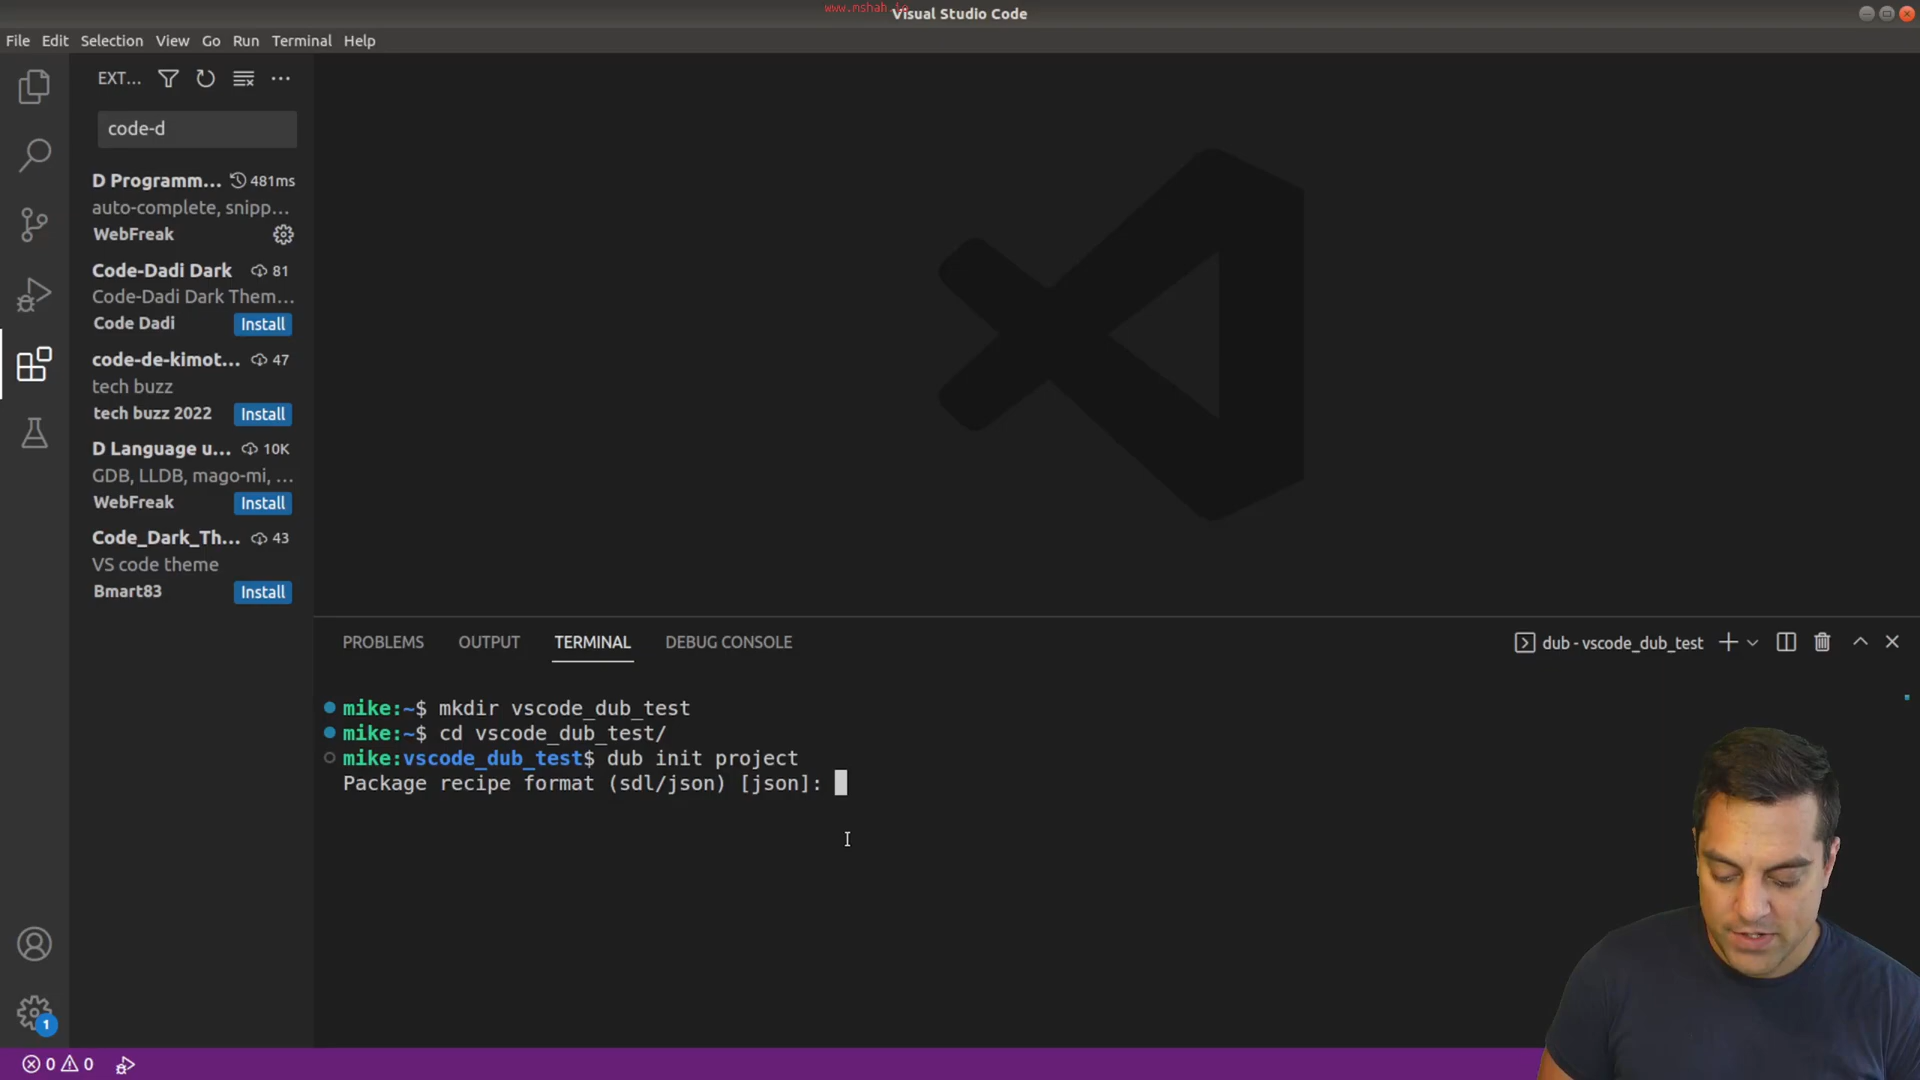 www.mshah.io
Visual Studio Code
File Edit Selection View Go Run Terminal Help
EXT...
code-d
D Programm... 481ms
auto-complete, snipp...
WebFreak
Code-Dadi Dark 81
Code-Dadi Dark Them...
Code Dadi Install
code-de-kimot... 47
tech buzz
tech buzz 2022 Install
D Language u... 10K
GDB, LLDB, mago-mi, ...
WebFreak Install
Code_Dark_Th... 43
VS code theme
Bmart83 Install
PROBLEMS OUTPUT TERMINAL DEBUG CONSOLE dub - vscode_dub_test
mike:~$ mkdir vscode_dub_test
mike:~$ cd vscode_dub_test/
mike:vscode_dub_test$ dub init project
Package recipe format (sdl/json) [json]:
1
0 0